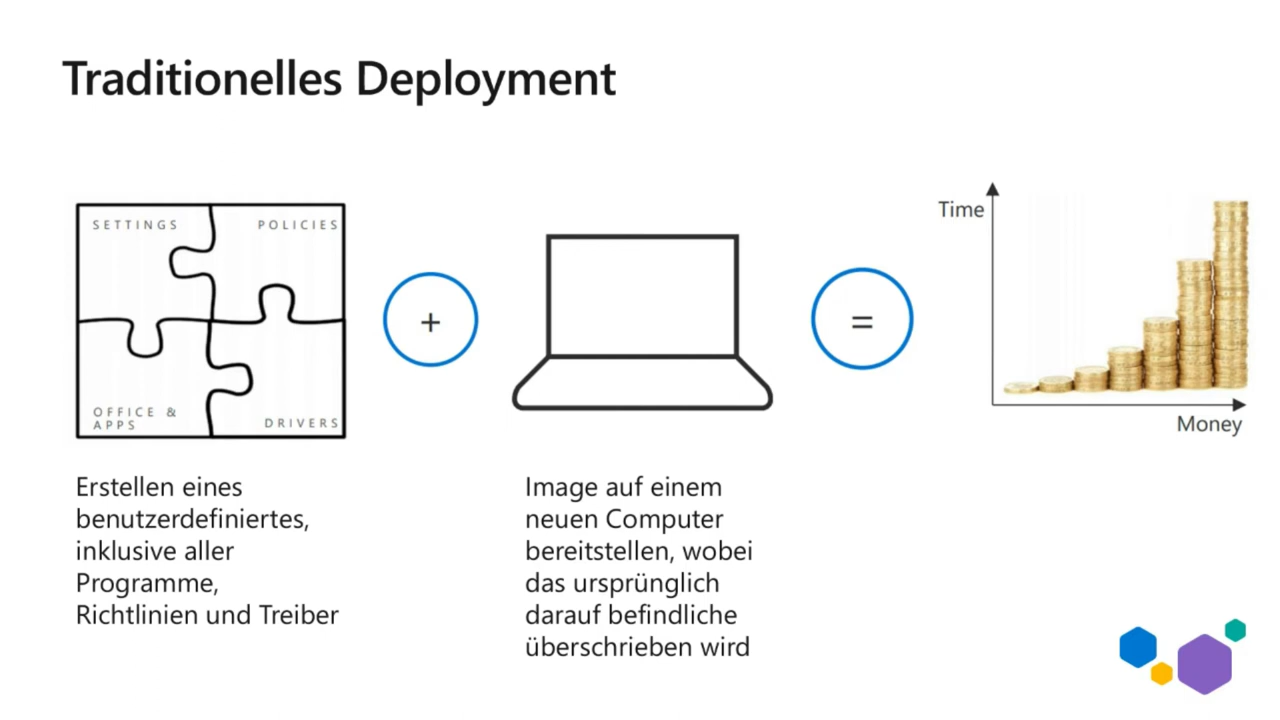 Traditionelles Deployment
SETTINGS
POLICIES
OFFICE &
APPS
DRIVERS
+
=
Time
Money
Erstellen eines
benutzerdefiniertes,
inklusive aller
Programme,
Richtlinien und Treiber
Image auf einem
neuen Computer
bereitstellen, wobei
das ursprünglich
darauf befindliche
überschrieben wird